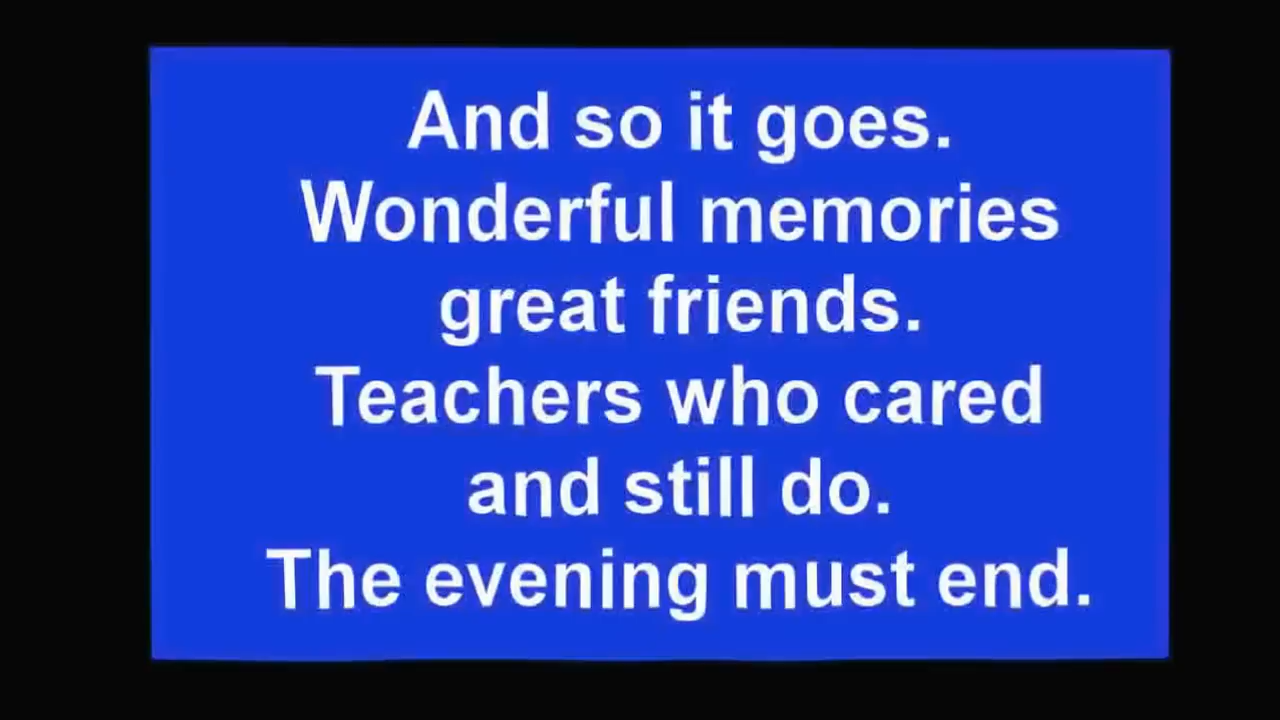 And so it goes.
Wonderful memories
great friends.
Teachers who cared
and still do.
The evening must end.